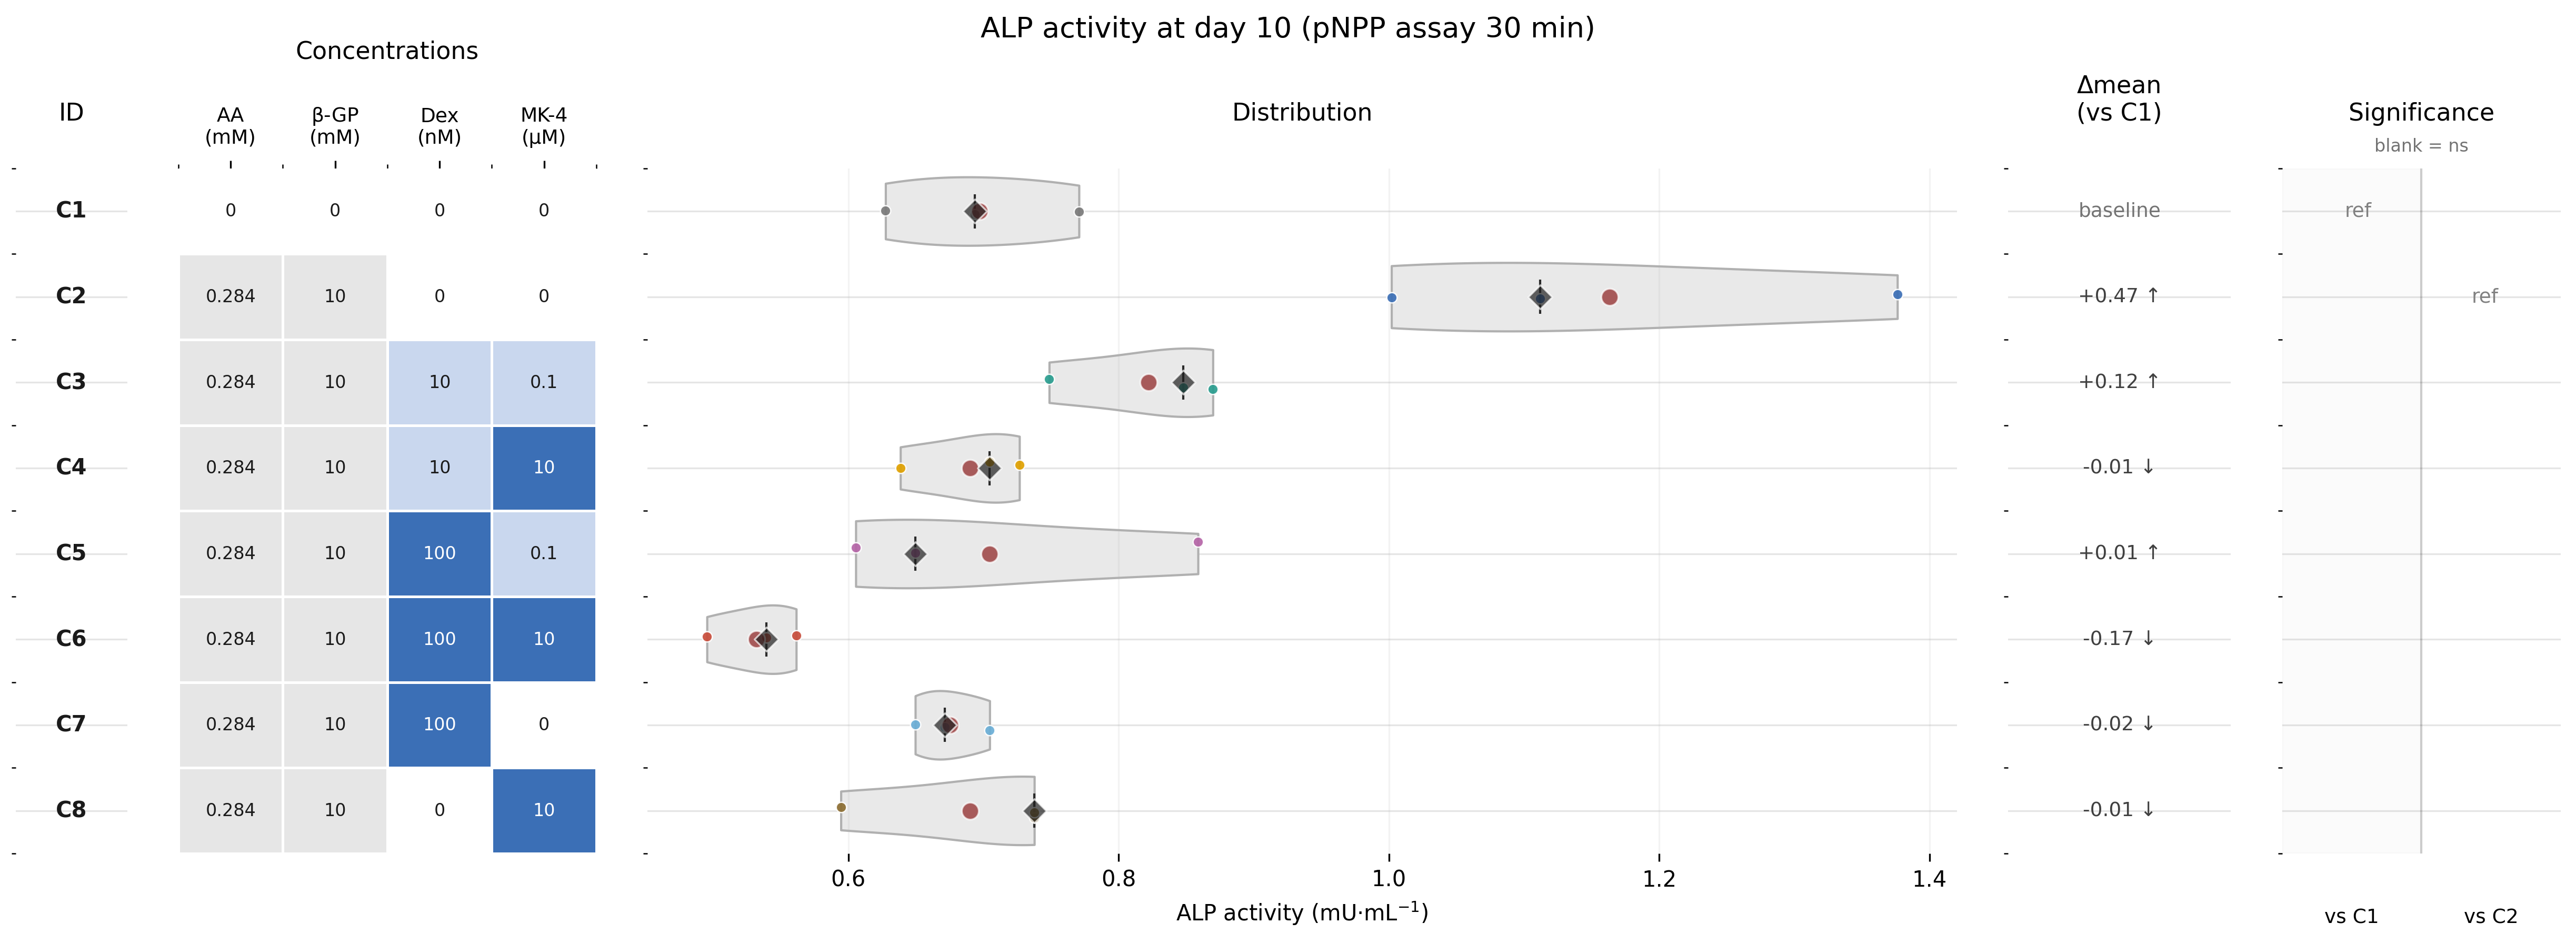 ALP activity at day 10 (pNPP assay 30 min)
Concentrations
ID
AA
(mM)
β-GP
(mM)
Dex
(nM)
MK-4
(μM)
Distribution
Δmean
(vs C1)
Significance
blank = ns
C1 0 0 0 0 baseline ref
C2 0.284 10 0 0 +0.47 ↑ ref
C3 0.284 10 10 0.1 +0.12 ↑
C4 0.284 10 10 10 -0.01 ↓
C5 0.284 10 100 0.1 +0.01 ↑
C6 0.284 10 100 10 -0.17 ↓
C7 0.284 10 100 0 -0.02 ↓
C8 0.284 10 0 10 -0.01 ↓
0.6 0.8 1.0 1.2 1.4
ALP activity (mU·mL⁻¹)
vs C1 vs C2